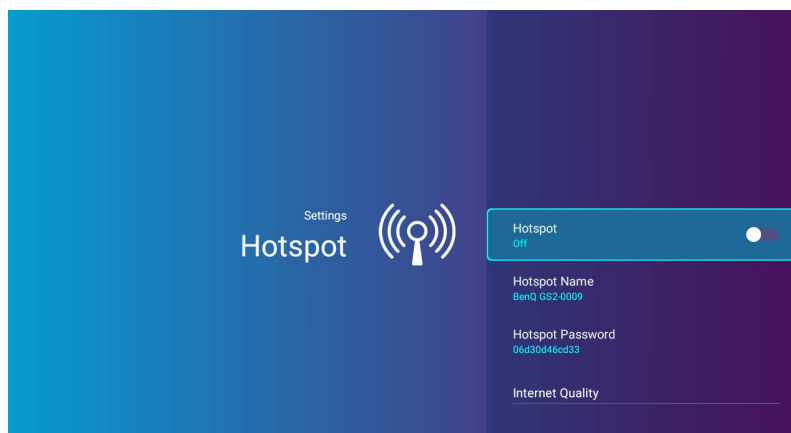 Settings
Hotspot
Hotspot
Off
Hotspot Name
BenQ GS2-0009
Hotspot Password
06d30d46cd33
Internet Quality